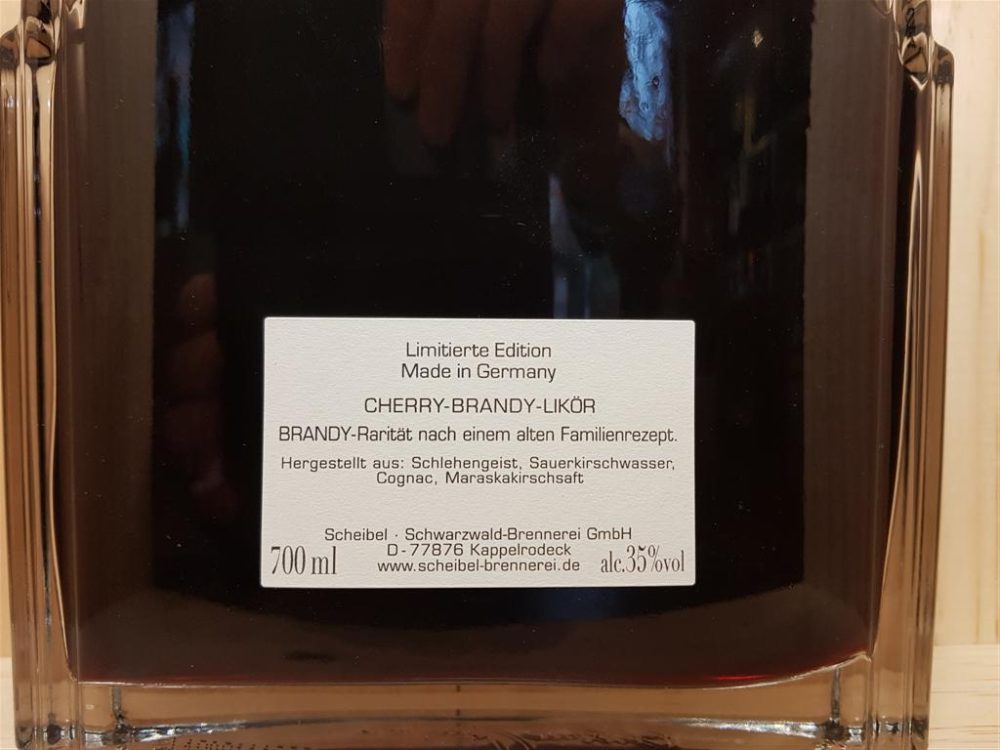 Limitierte Edition
Made in Germany
CHERRY-BRANDY-LIKÖR
BRANDY-Rarität nach einem alten Familienrezept.
Hergestellt aus: Schlehengeist, Sauerkirschwasser,
Cognac, Maraskakirschsaft
Scheibel · Schwarzwald-Brennerei GmbH
D-77876 Kappelrodeck
www.scheibel-brennerei.de
700 ml
alc.35%vol